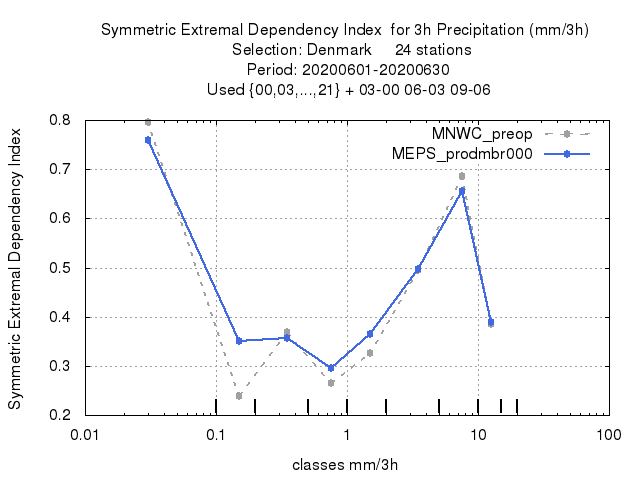 Symmetric Extremal Dependency Index  for 3h Precipitation (mm/3h)
Selection: Denmark     24 stations
Period: 20200601-20200630
Used {00,03,...,21} + 03-00 06-03 09-06
MNWC_preop
MEPS_prodmbr000
Symmetric Extremal Dependency Index
0.8
0.7
0.6
0.5
0.4
0.3
0.2
0.01
0.1
1
10
100
classes mm/3h